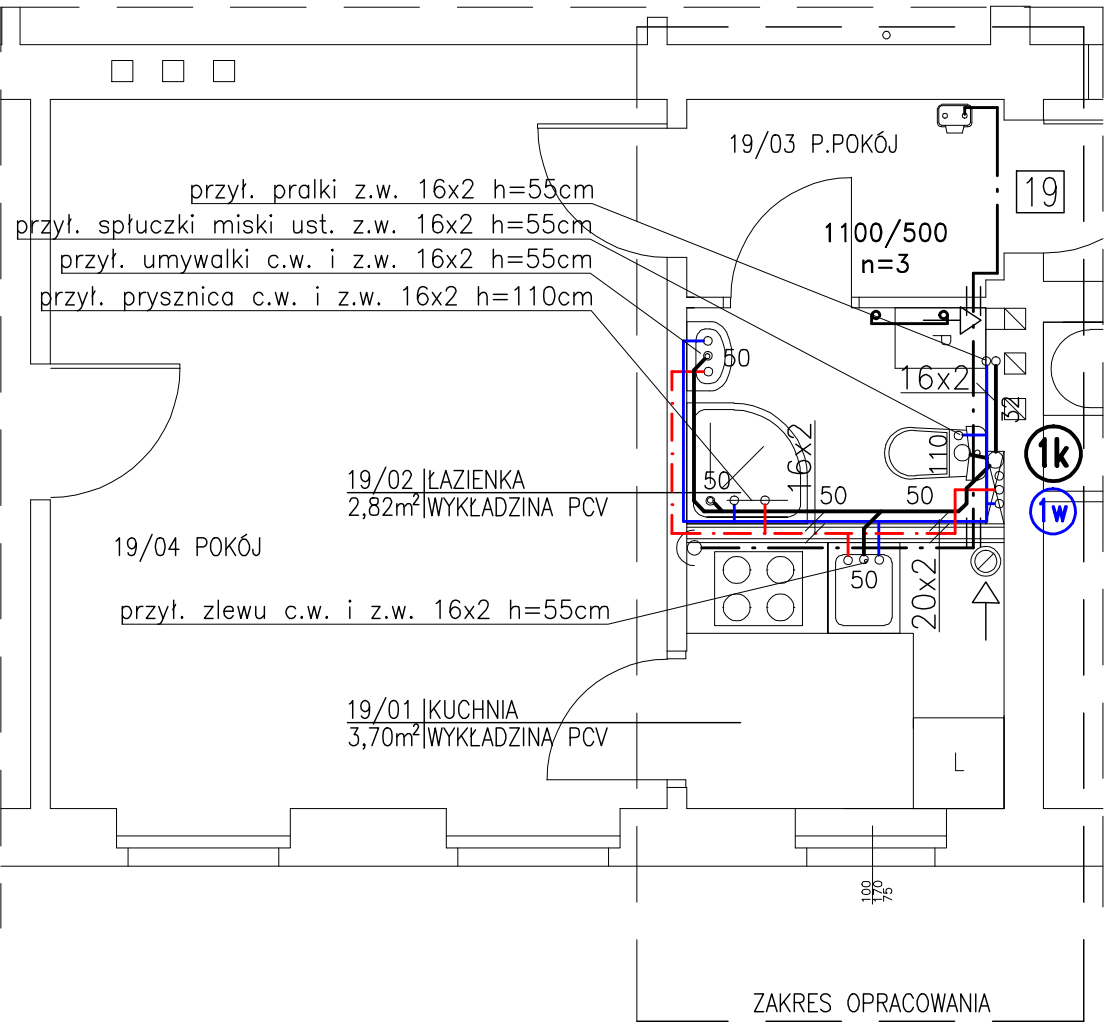 19/03 P.POKÓJ
19
przył. pralki z.w. 16x2 h=55cm
przył. spłuczki miski ust. z.w. 16x2 h=55cm
1100/500
n=3
przył. umywalki c.w. i z.w. 16x2 h=55cm
przył. prysznica c.w. i z.w. 16x2 h=110cm
P
50
16x2
32
1k
110
16x2
50
50
50
1w
19/02 ŁAZIENKA
2,82m² WYKŁADZINA PCV
19/04 POKÓJ
50
20x2
przył. zlewu c.w. i z.w. 16x2 h=55cm
19/01 KUCHNIA
3,70m² WYKŁADZINA PCV
L
100
170
75
ZAKRES OPRACOWANIA